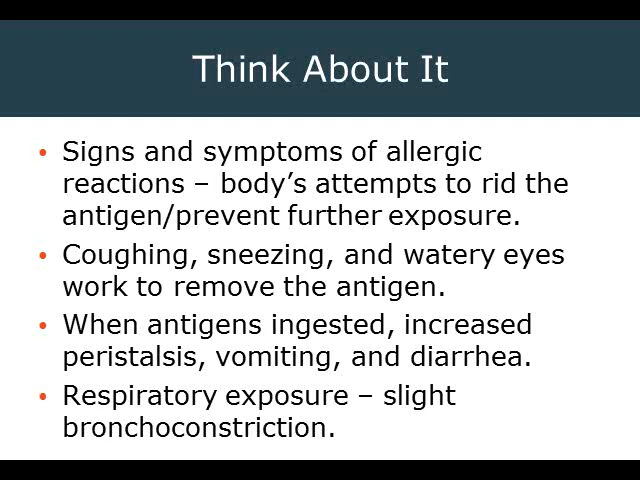 Think About It
• Signs and symptoms of allergic
reactions – body's attempts to rid the
antigen/prevent further exposure.
• Coughing, sneezing, and watery eyes
work to remove the antigen.
• When antigens ingested, increased
peristalsis, vomiting, and diarrhea.
• Respiratory exposure – slight
bronchoconstriction.